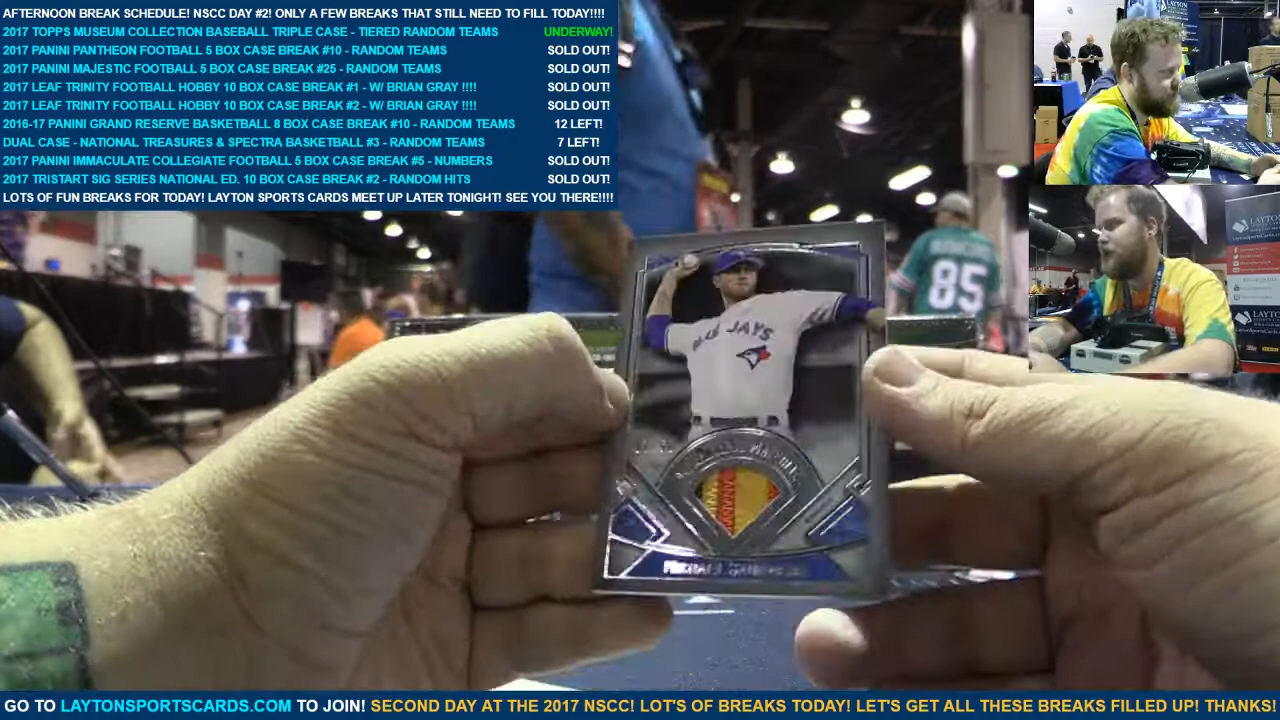 AFTERNOON BREAK SCHEDULE! NSCC DAY #2! ONLY A FEW BREAKS THAT STILL NEED TO FILL TODAY!!!!
2017 TOPPS MUSEUM COLLECTION BASEBALL TRIPLE CASE - TIERED RANDOM TEAMS UNDERWAY!
2017 PANINI PANTHEON FOOTBALL 5 BOX CASE BREAK #10 - RANDOM TEAMS SOLD OUT!
2017 PANINI MAJESTIC FOOTBALL 5 BOX CASE BREAK #25 - RANDOM TEAMS SOLD OUT!
2017 LEAF TRINITY FOOTBALL HOBBY 10 BOX CASE BREAK #1 - W/ BRIAN GRAY !!!! SOLD OUT!
2017 LEAF TRINITY FOOTBALL HOBBY 10 BOX CASE BREAK #2 - W/ BRIAN GRAY !!!! SOLD OUT!
2016-17 PANINI GRAND RESERVE BASKETBALL 8 BOX CASE BREAK #10 - RANDOM TEAMS 12 LEFT!
DUAL CASE - NATIONAL TREASURES & SPECTRA BASKETBALL #3 - RANDOM TEAMS 7 LEFT!
2017 PANINI IMMACULATE COLLEGIATE FOOTBALL 5 BOX CASE BREAK #5 - NUMBERS SOLD OUT!
2017 TRISTART SIG SERIES NATIONAL ED. 10 BOX CASE BREAK #2 - RANDOM HITS SOLD OUT!
LOTS OF FUN BREAKS FOR TODAY! LAYTON SPORTS CARDS MEET UP LATER TONIGHT! SEE YOU THERE!!!!
85
JAYS
LAYTON
GO TO LAYTONSPORTSCARDS.COM TO JOIN! SECOND DAY AT THE 2017 NSCC! LOT'S OF BREAKS TODAY! LET'S GET ALL THESE BREAKS FILLED UP! THANKS!